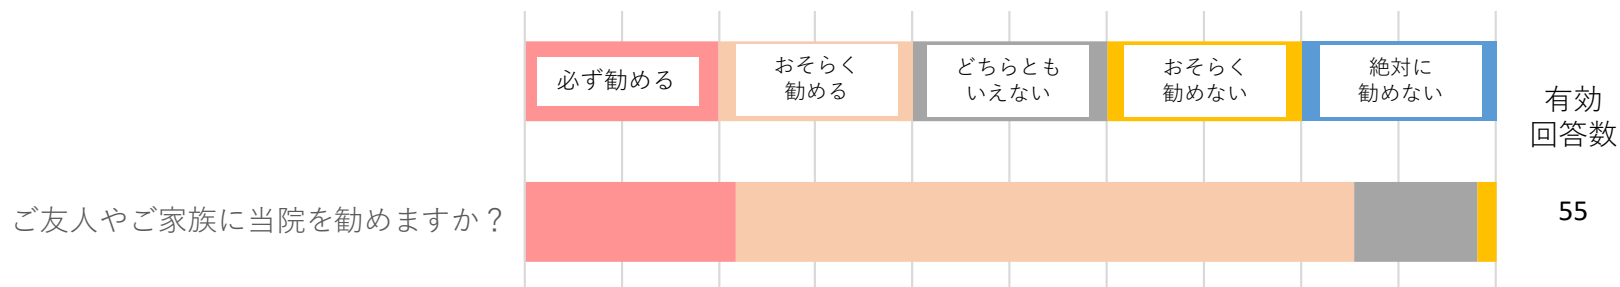 必ず勧める
おそらく
勧める
どちらとも
いえない
おそらく
勧めない
絶対に
勧めない
有効
回答数
ご友人やご家族に当院を勧めますか？
55